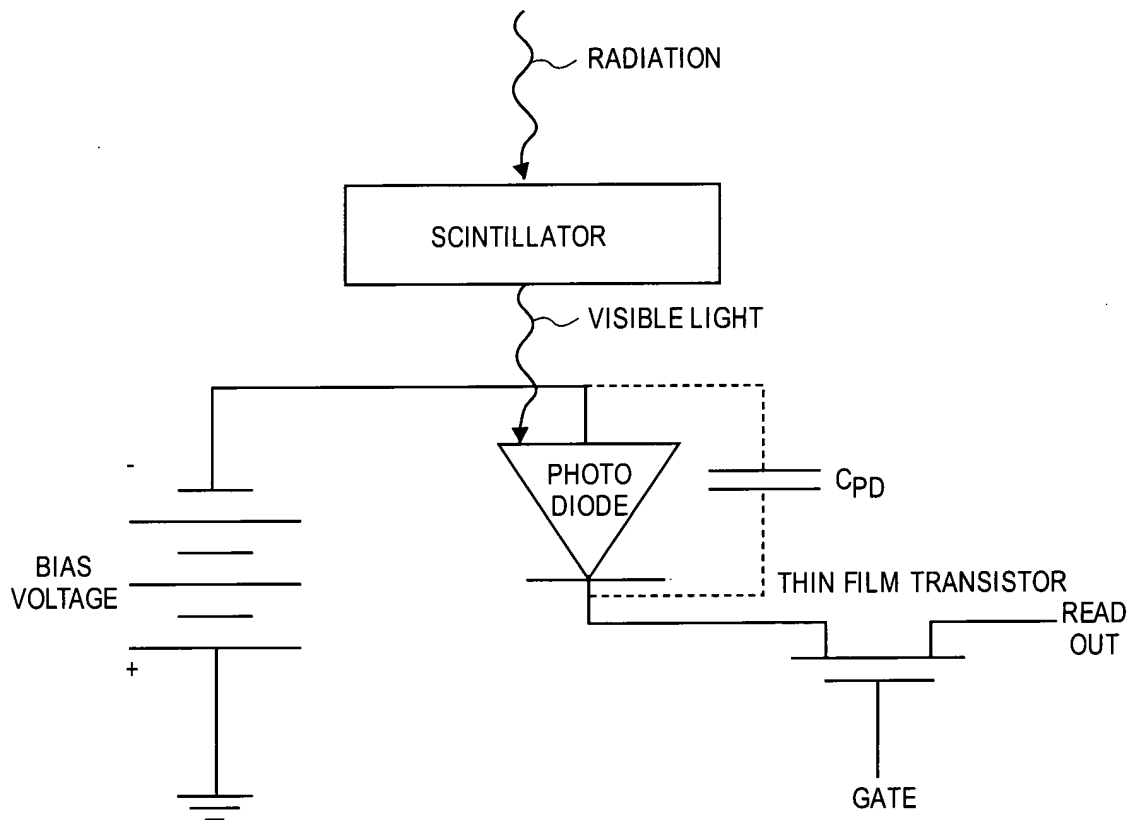 RADIATION
SCINTILLATOR
VISIBLE LIGHT
PHOTO
DIODE
CPD
-
BIAS
VOLTAGE
+
THIN FILM TRANSISTOR
READ
OUT
GATE